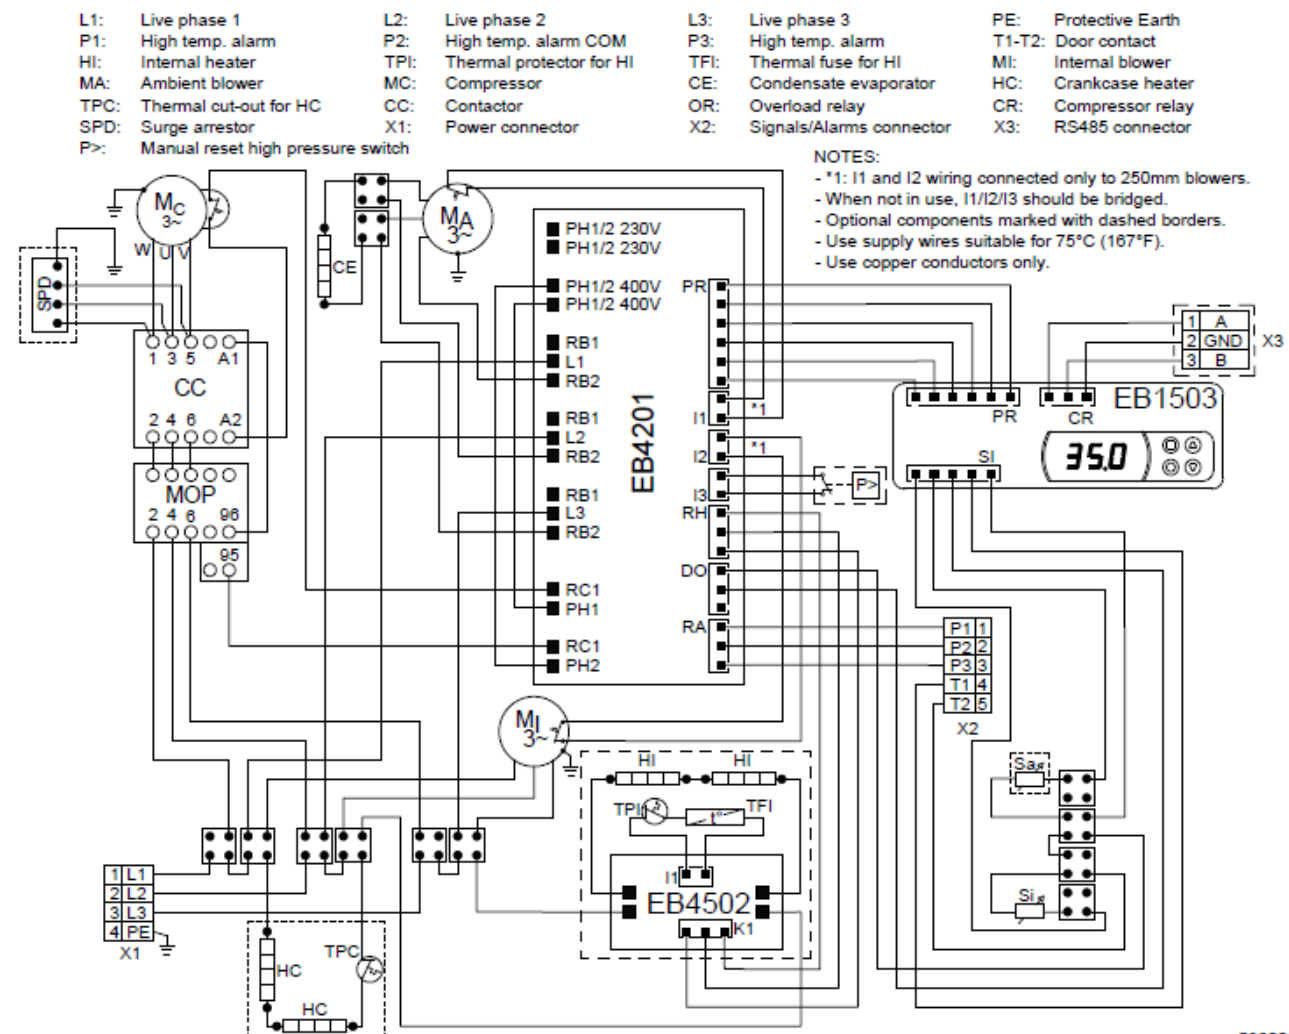 L1: Live phase 1 L2: Live phase 2 L3: Live phase 3 PE: Protective Earth
P1: High temp. alarm P2: High temp. alarm COM P3: High temp. alarm T1-T2: Door contact
HI: Internal heater TPI: Thermal protector for HI TFI: Thermal fuse for HI MI: Internal blower
MA: Ambient blower MC: Compressor CE: Condensate evaporator HC: Crankcase heater
TPC: Thermal cut-out for HC CC: Contactor OR: Overload relay CR: Compressor relay
SPD: Surge arrestor X1: Power connector X2: Signals/Alarms connector X3: RS485 connector
P>: Manual reset high pressure switch
NOTES:
- *1: I1 and I2 wiring connected only to 250mm blowers.
- When not in use, I1/I2/I3 should be bridged.
- Optional components marked with dashed borders.
- Use supply wires suitable for 75°C (167°F).
- Use copper conductors only.
MC
3~
W U V
SPD
1 3 5 A1
CC
2 4 6 A2
MOP
2 4 6 96
95
CE
MA
3~
PH1/2 230V
PH1/2 230V
PH1/2 400V
PH1/2 400V
RB1
L1
RB2
RB1
L2
RB2
RB1
L3
RB2
RC1
PH1
RC1
PH2
EB4201
PR
I1
I2
I3
RH
DO
RA
*1
*1
P>
1 A
2 GND
3 B
X3
EB1503
PR
CR
SI
35.0
P1 1
P2 2
P3 3
T1 4
T2 5
X2
Sa
Si
MI
3~
HI HI
TPI
t°
TFI
I1
EB4502
K1
1 L1
2 L2
3 L3
4 PE
X1
TPC
HC
HC